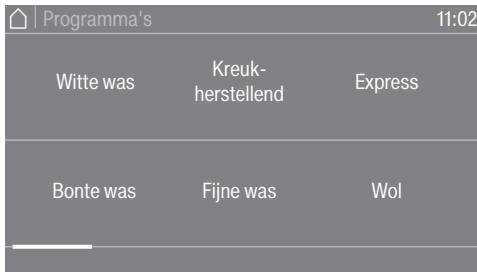 Programma's 11:02
Witte was
Kreuk-
herstellend
Express
Bonte was
Fijne was
Wol